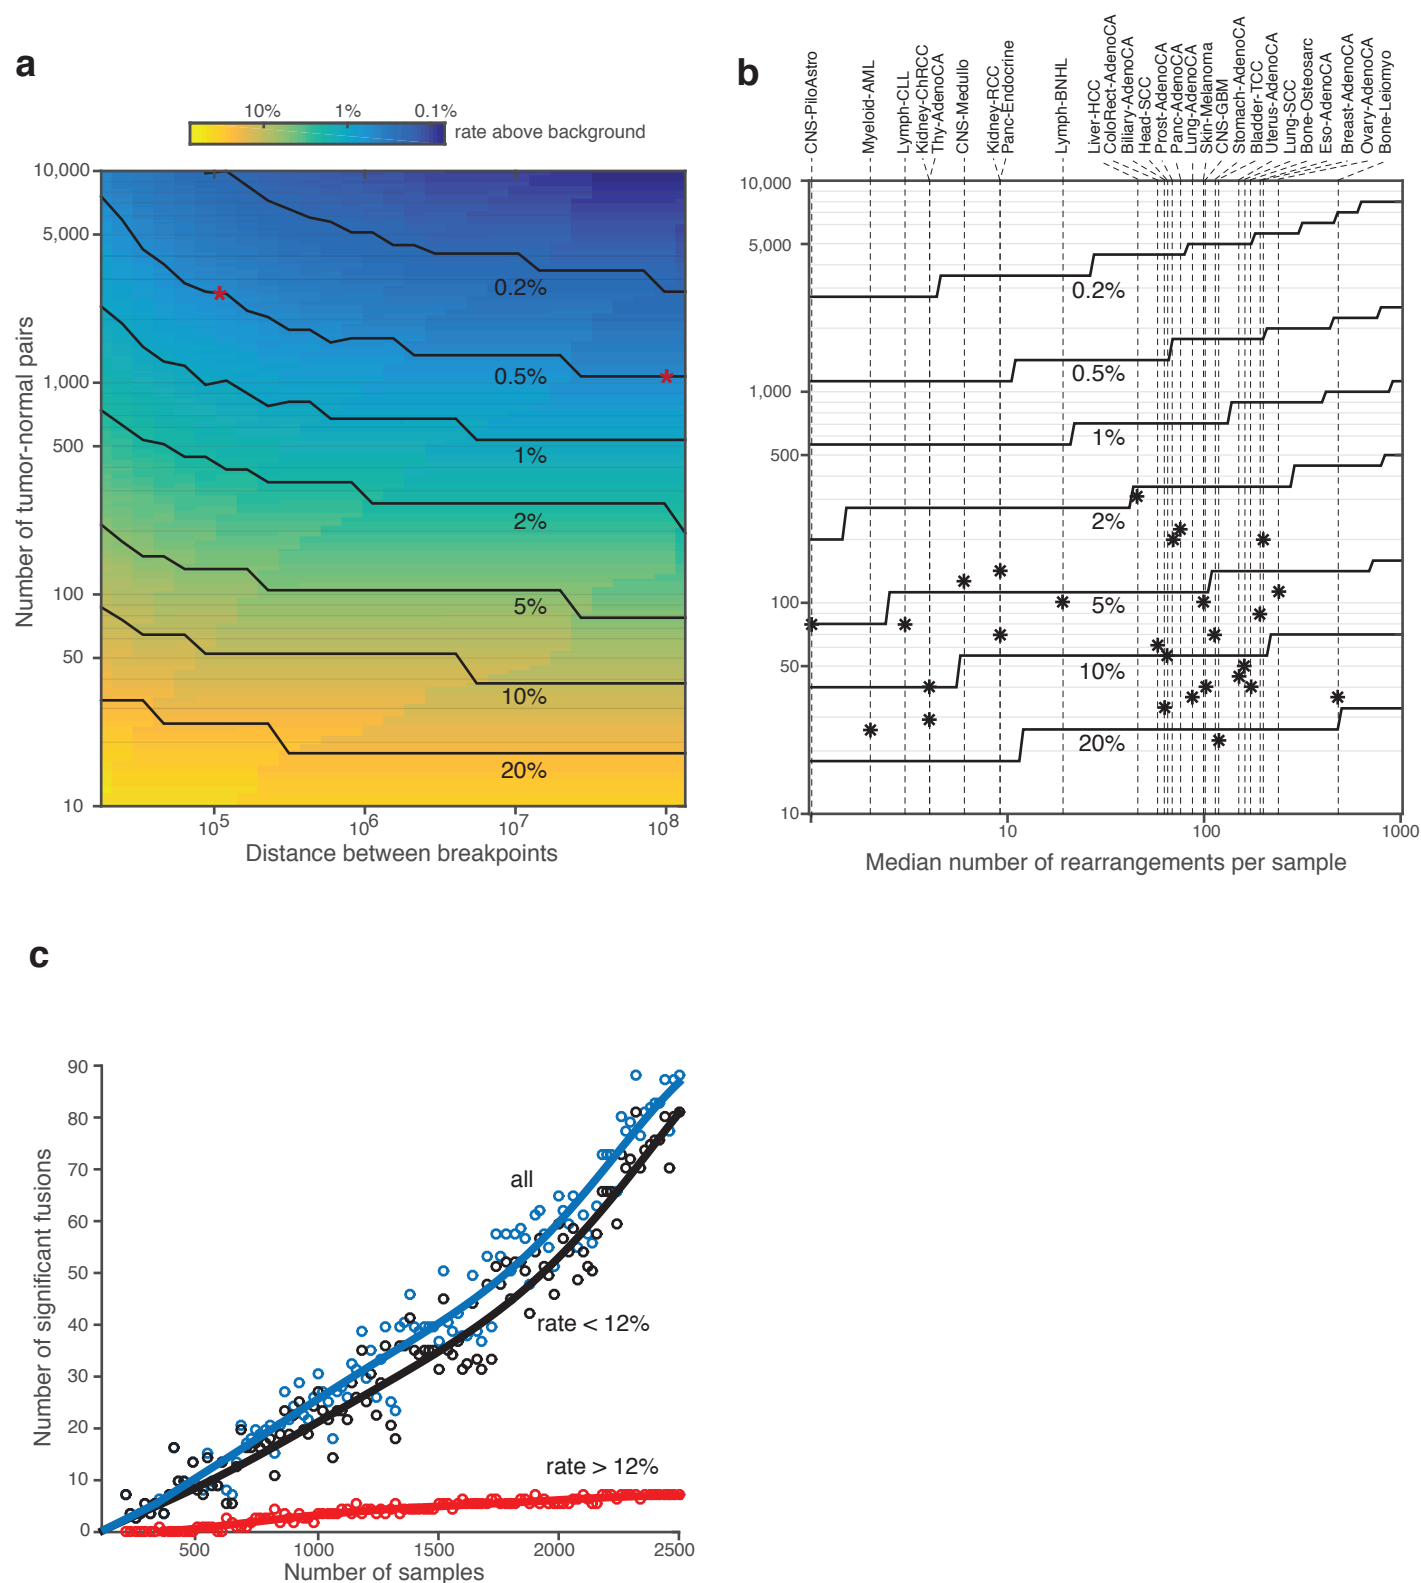 a
10% 1% 0.1%
rate above background
10,000
5,000
1,000
500
100
50
10
Number of tumor-normal pairs
0.2%
0.5%
1%
2%
5%
10%
20%
10^5 10^6 10^7 10^8
Distance between breakpoints
b
CNS-PiloAstro
Myeloid-AML
Lymph-CLL
Kidney-ChRCC
Thy-AdenoCA
CNS-Medullo
Kidney-RCC
Panc-Endocrine
Lymph-BNHL
Liver-HCC
ColoRect-AdenoCA
Biliary-AdenoCA
Head-SCC
Prost-AdenoCA
Panc-AdenoCA
Lung-AdenoCA
Skin-Melanoma
CNS-GBM
Stomach-AdenoCA
Bladder-TCC
Uterus-AdenoCA
Lung-SCC
Bone-Osteosarc
Eso-AdenoCA
Breast-AdenoCA
Ovary-AdenoCA
Bone-Leiomyo
10,000
5,000
1,000
500
100
50
10
0.2%
0.5%
1%
2%
5%
10%
20%
10 100 1000
Median number of rearrangements per sample
c
90
80
70
60
50
40
30
20
10
0
Number of significant fusions
all
rate < 12%
rate > 12%
500 1000 1500 2000 2500
Number of samples